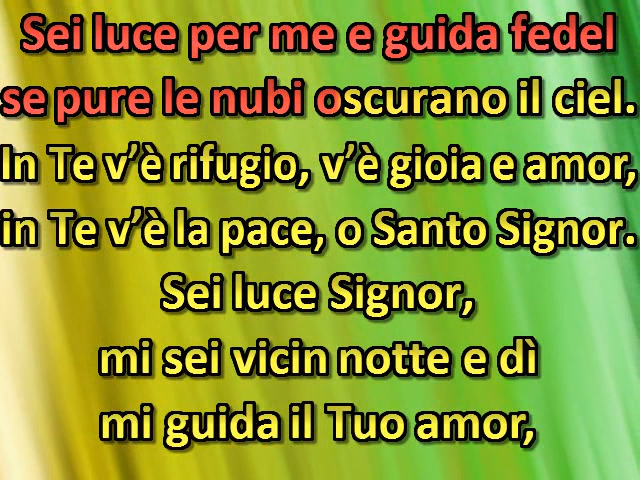 Sei luce per me e guida fedel
se pure le nubi oscurano il ciel.
In Te v’è rifugio, v’è gioia e amor,
in Te v’è la pace, o Santo Signor.
Sei luce Signor,
mi sei vicin notte e dì
mi guida il Tuo amor,